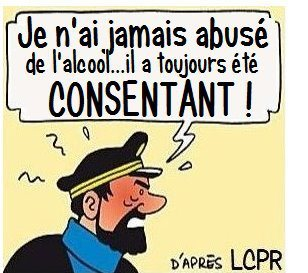 Je n'ai jamais abusé
de l'alcool...il a toujours été
CONSENTANT !
D'APRÈS LCPR